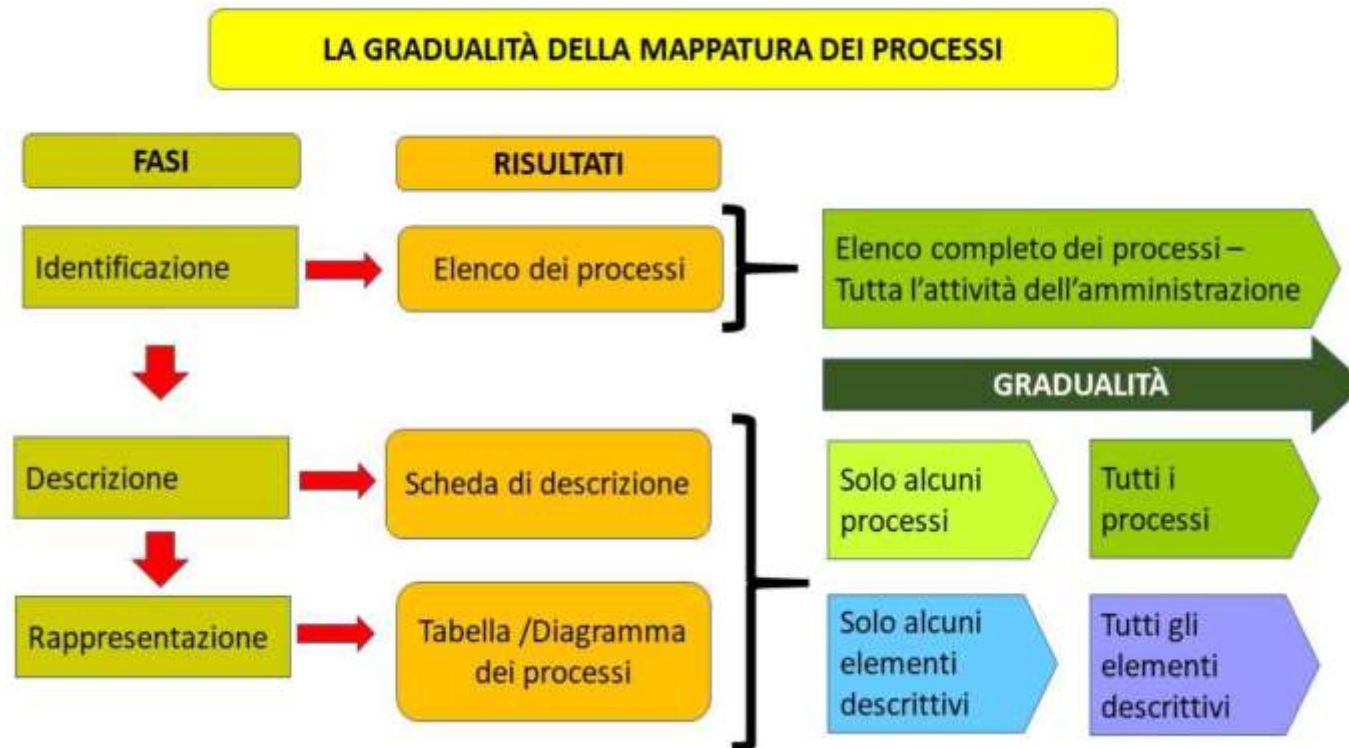 LA GRADUALITÀ DELLA MAPPATURA DEI PROCESSI
FASI
RISULTATI
Identificazione
Elenco dei processi
Elenco completo dei processi –
Tutta l'attività dell'amministrazione
GRADUALITÀ
Descrizione
Scheda di descrizione
Solo alcuni
processi
Tutti i
processi
Rappresentazione
Tabella /Diagramma
dei processi
Solo alcuni
elementi
descrittivi
Tutti gli
elementi
descrittivi